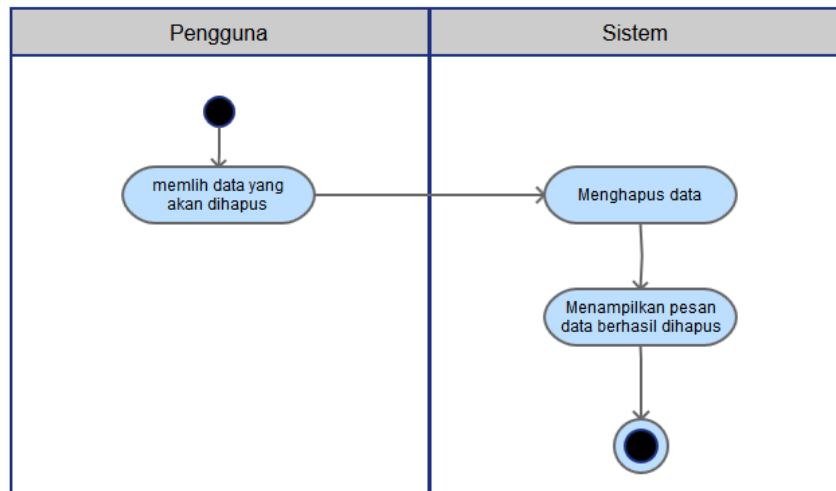 Pengguna
Sistem
memlih data yang
akan dihapus
Menghapus data
Menampilkan pesan
data berhasil dihapus